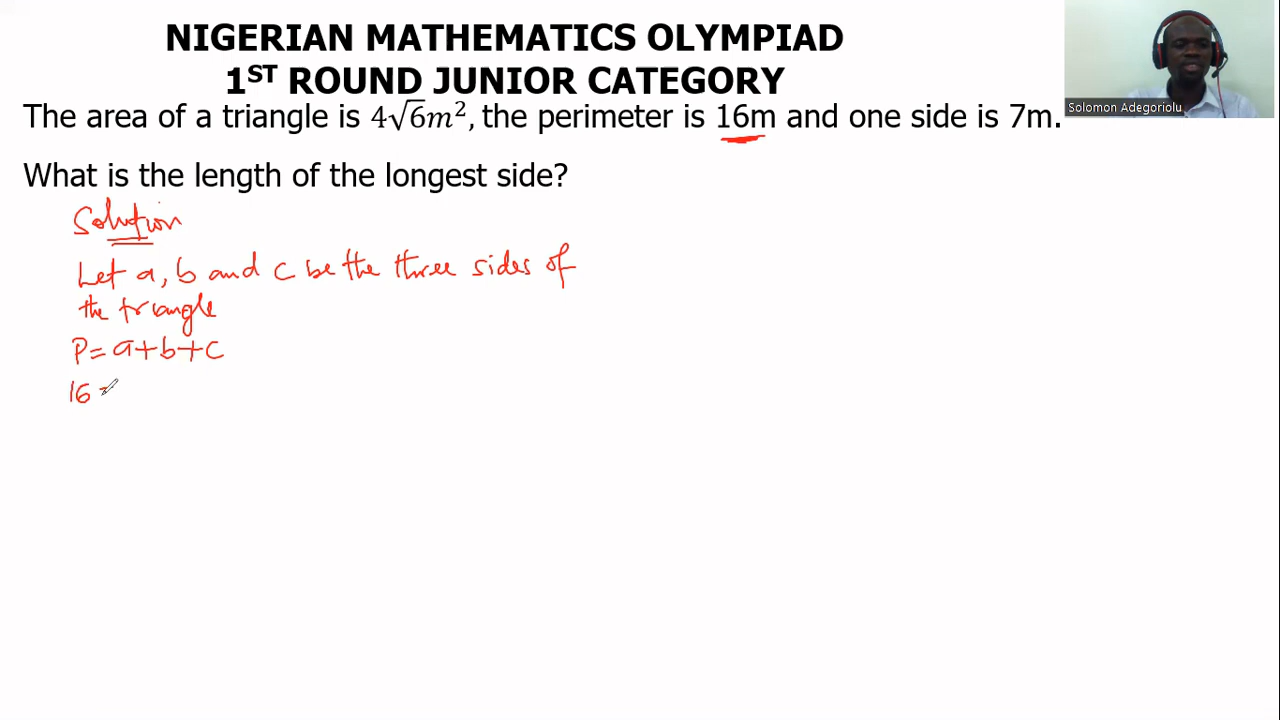 NIGERIAN MATHEMATICS OLYMPIAD
1ST ROUND JUNIOR CATEGORY
The area of a triangle is 4√6m², the perimeter is 16m and one side is 7m.
What is the length of the longest side?
Solution
Let a, b and c be the three sides of
the triangle
P=a+b+c
16=
Solomon Adegoriolu